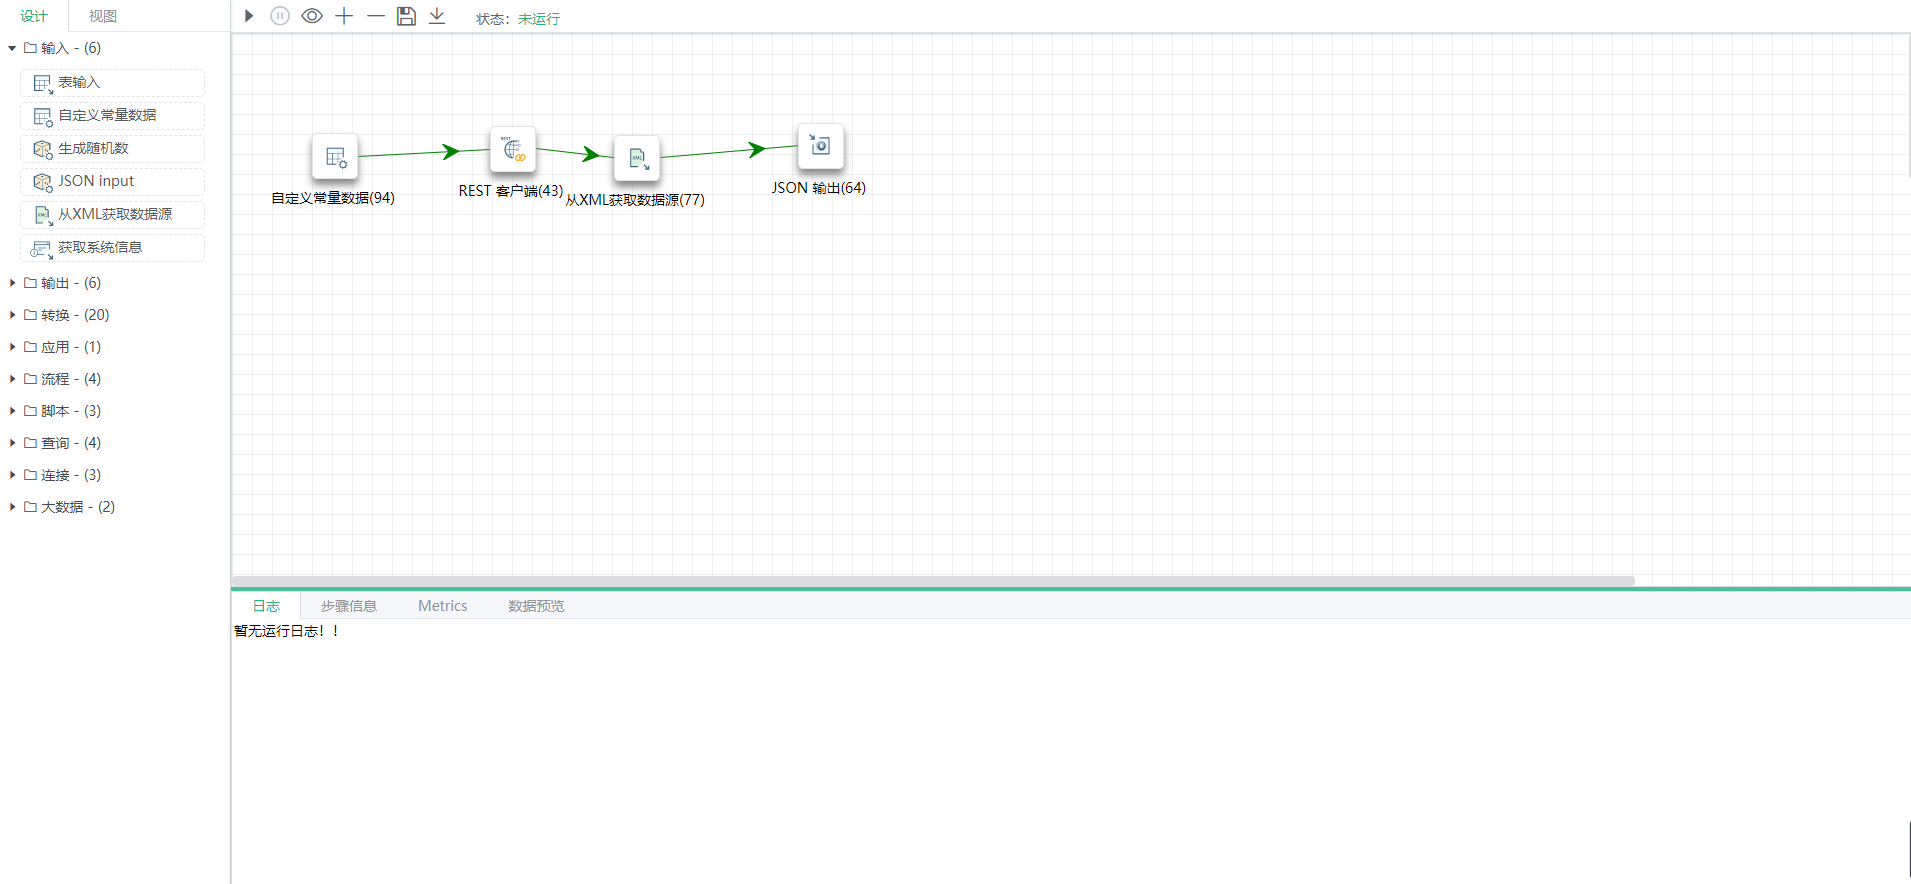 设计
视图
状态：未运行
输入 - (6)
表输入
自定义常量数据
生成随机数
JSON input
从XML获取数据源
获取系统信息
输出 - (6)
转换 - (20)
应用 - (1)
流程 - (4)
脚本 - (3)
查询 - (4)
连接 - (3)
大数据 - (2)
自定义常量数据(94)
REST
REST 客户端(43)
XML
从XML获取数据源(77)
JSON 输出(64)
日志
步骤信息
Metrics
数据预览
暂无运行日志！！